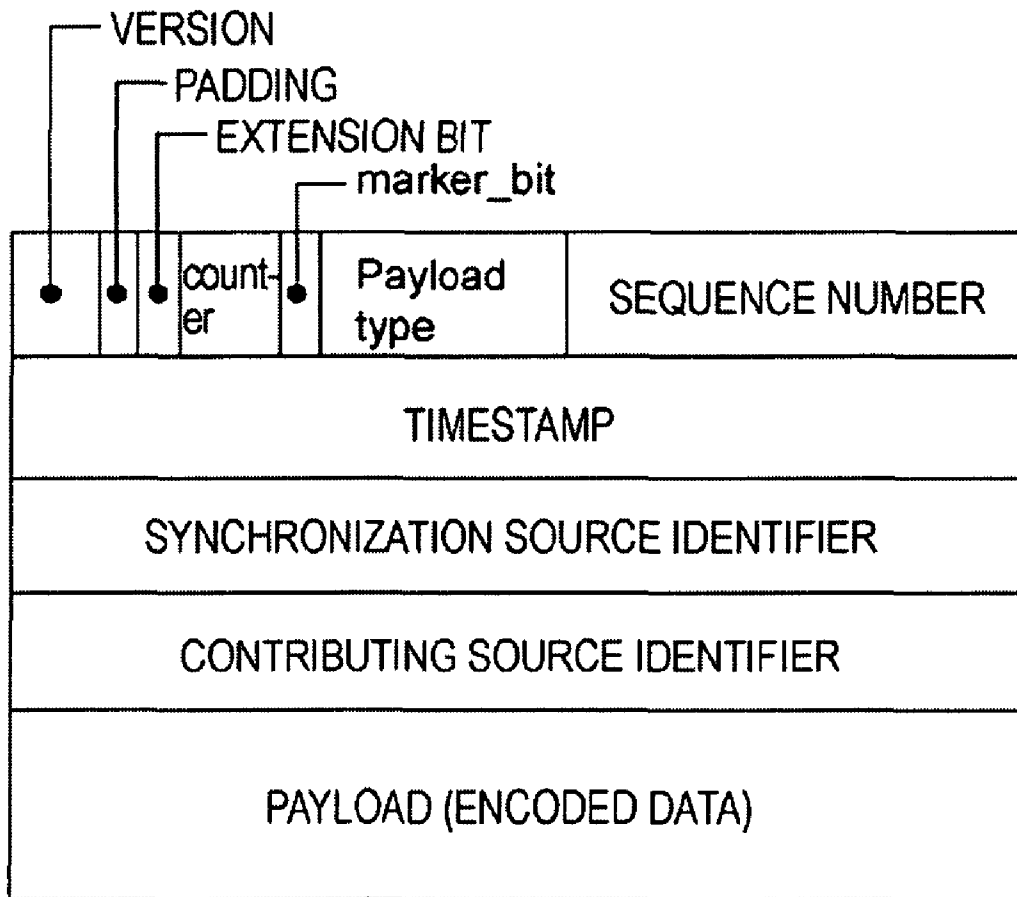 VERSION
PADDING
EXTENSION BIT
marker_bit
count-
er
Payload
type
SEQUENCE NUMBER
TIMESTAMP
SYNCHRONIZATION SOURCE IDENTIFIER
CONTRIBUTING SOURCE IDENTIFIER
PAYLOAD (ENCODED DATA)